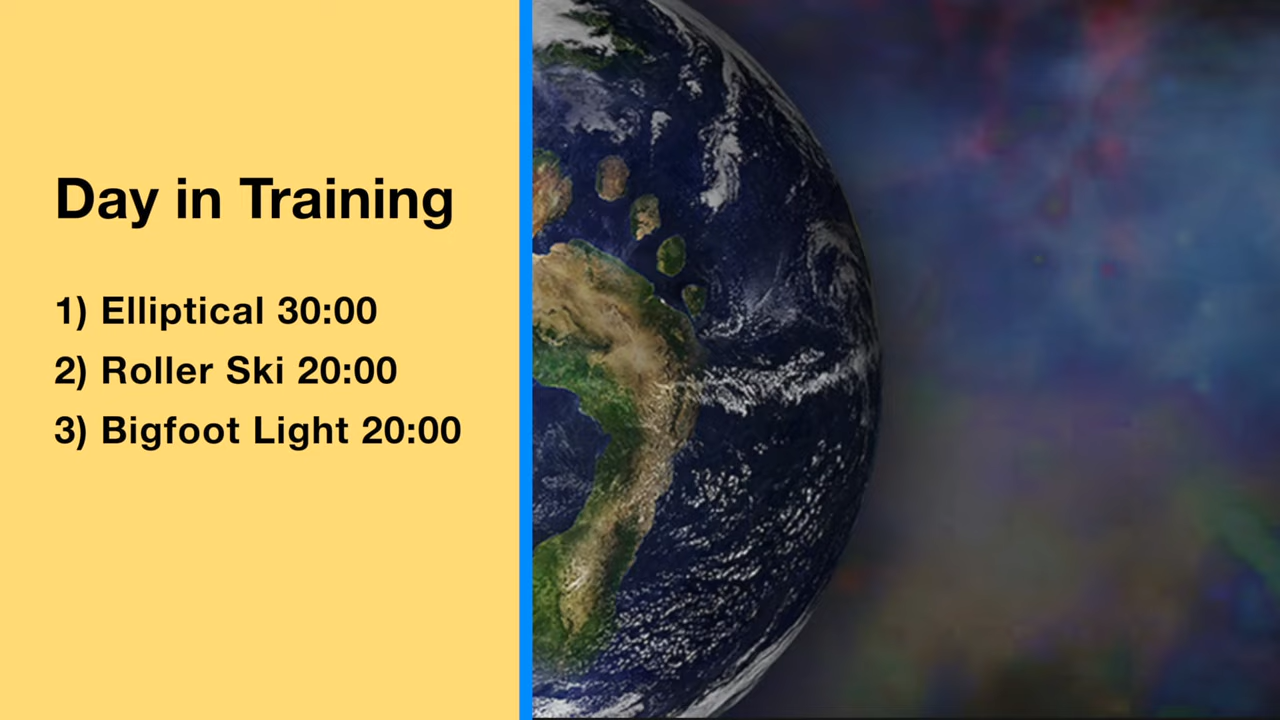 Day in Training
1) Elliptical 30:00
2) Roller Ski 20:00
3) Bigfoot Light 20:00